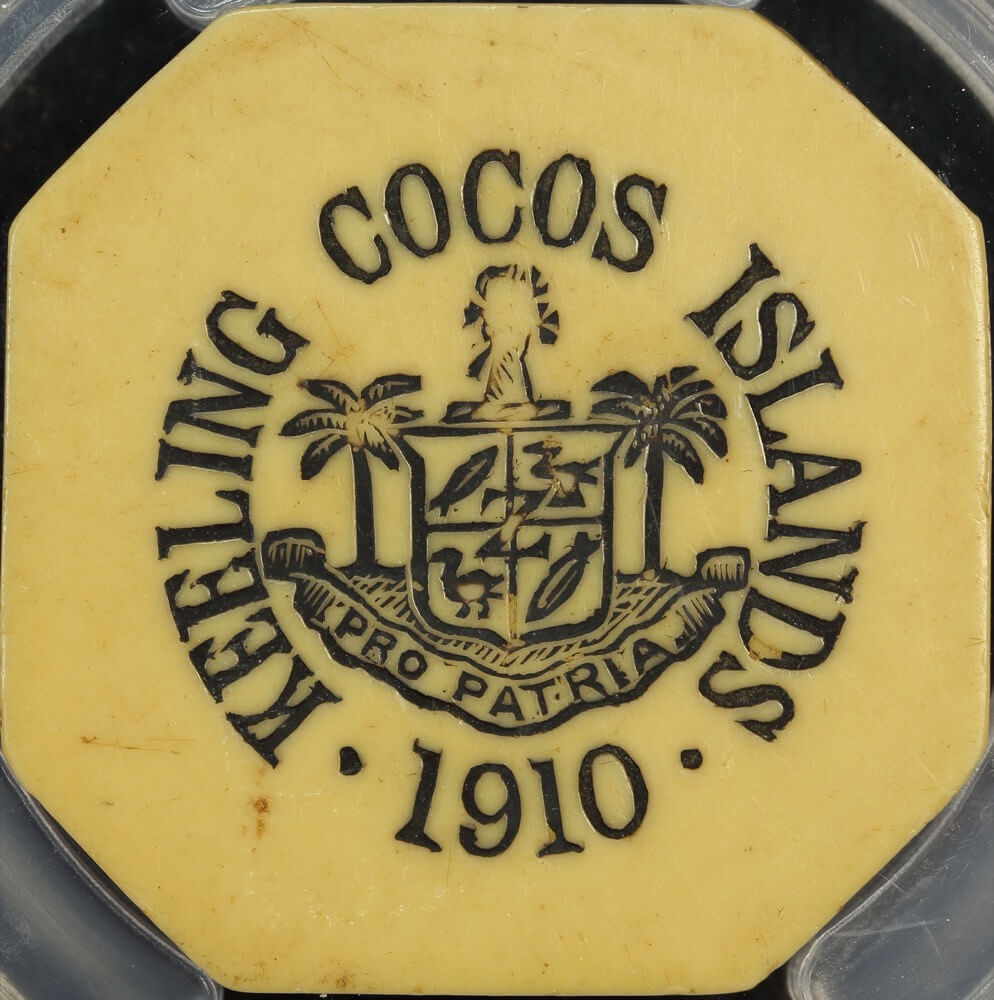 KEELING COCOS ISLANDS
PRO PATRIA
· 1910 ·